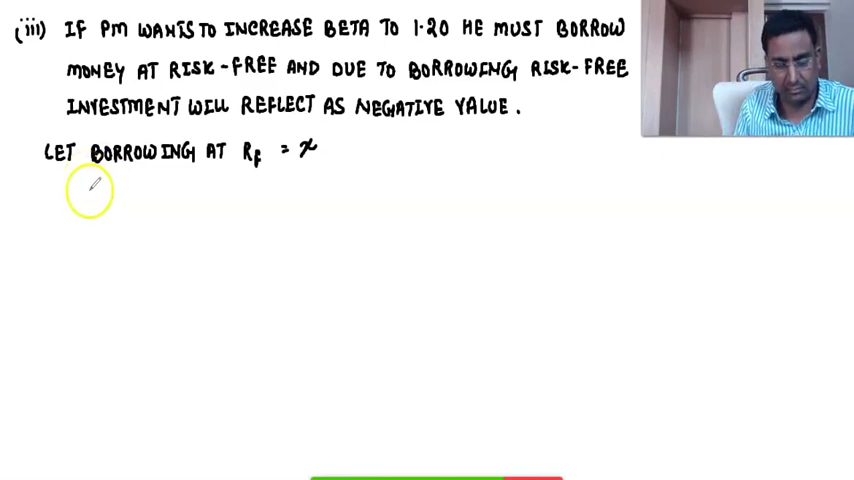 (iii) IF PM WANTS TO INCREASE BETA TO 1.20 HE MUST BORROW
MONEY AT RISK-FREE AND DUE TO BORROWING RISK-FREE
INVESTMENT WILL REFLECT AS NEGATIVE VALUE.
LET BORROWING AT Rf = x